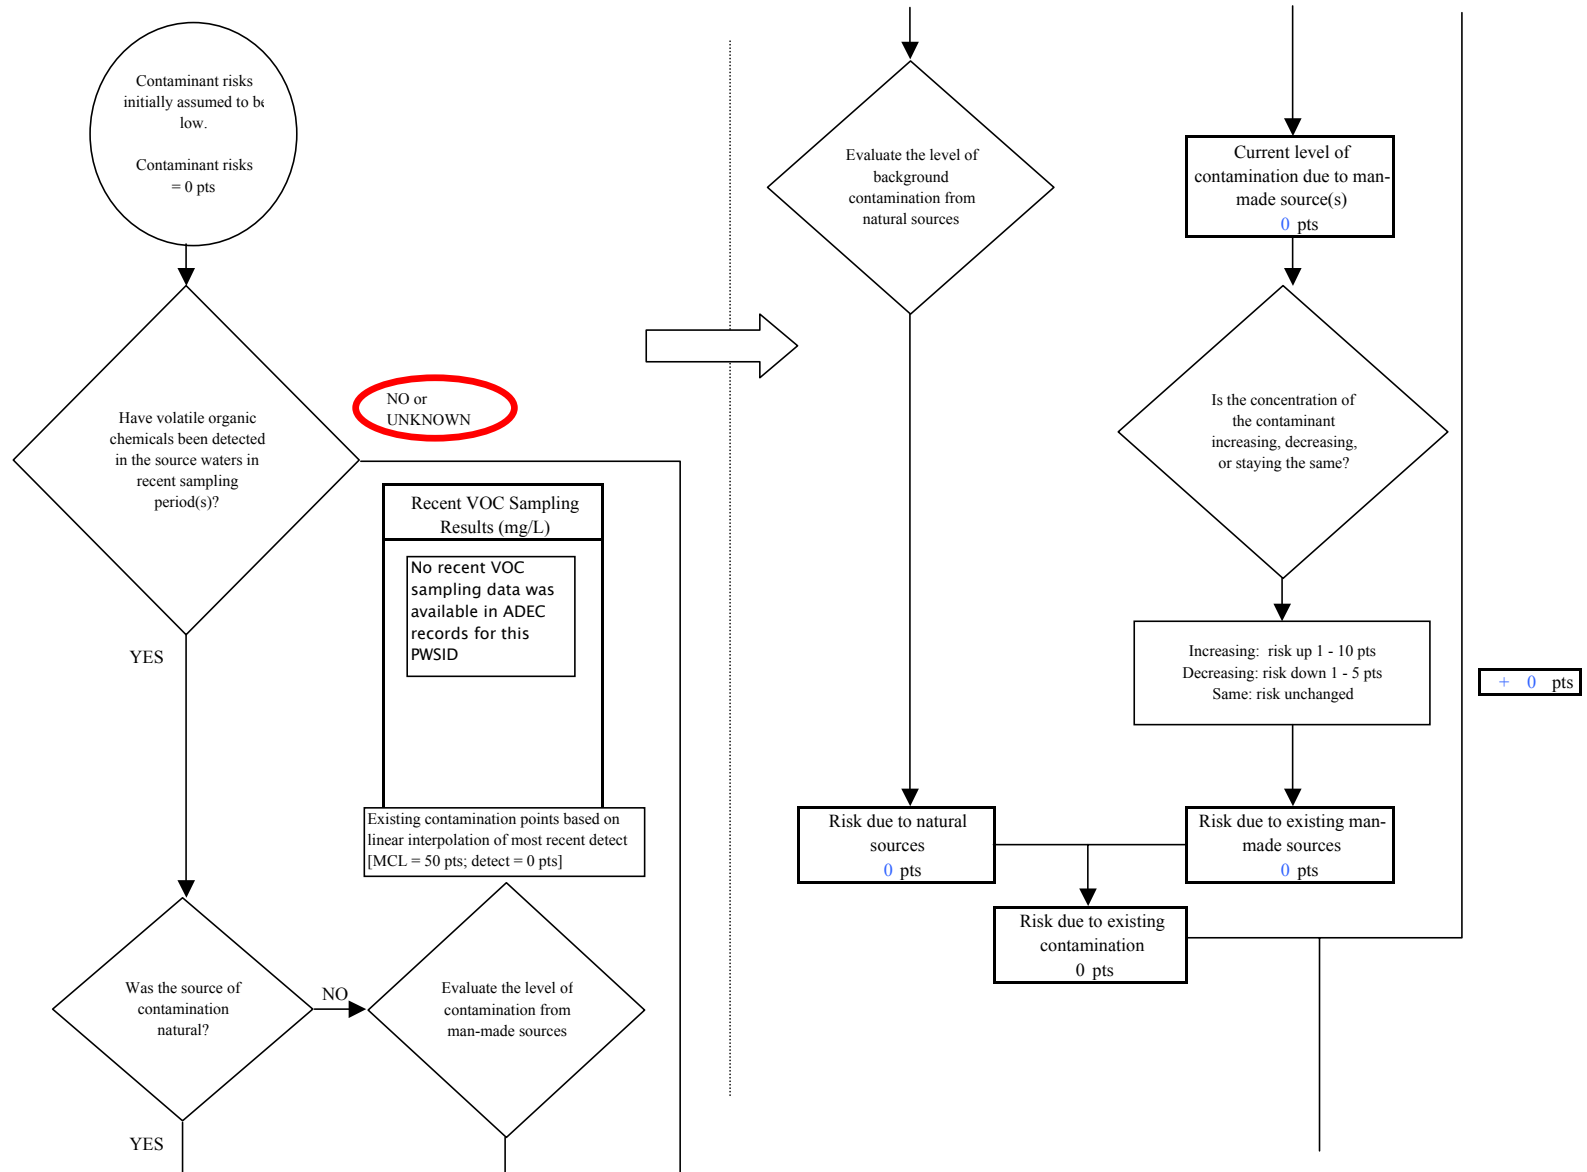 Contaminant risks
initially assumed to be
low.
Contaminant risks
= 0 pts
Have volatile organic
chemicals been detected
in the source waters in
recent sampling
period(s)?
NO or
UNKNOWN
Recent VOC Sampling
Results (mg/L)
No recent VOC
sampling data was
available in ADEC
records for this
PWSID
YES
Existing contamination points based on
linear interpolation of most recent detect
[MCL = 50 pts; detect = 0 pts]
Was the source of
contamination
natural?
NO
Evaluate the level of
contamination from
man-made sources
YES
Evaluate the level of
background
contamination from
natural sources
Current level of
contamination due to man-
made source(s)
0 pts
Is the concentration of
the contaminant
increasing, decreasing,
or staying the same?
Increasing: risk up 1 - 10 pts
Decreasing: risk down 1 - 5 pts
Same: risk unchanged
+ 0 pts
Risk due to natural
sources
0 pts
Risk due to existing man-
made sources
0 pts
Risk due to existing
contamination
0 pts